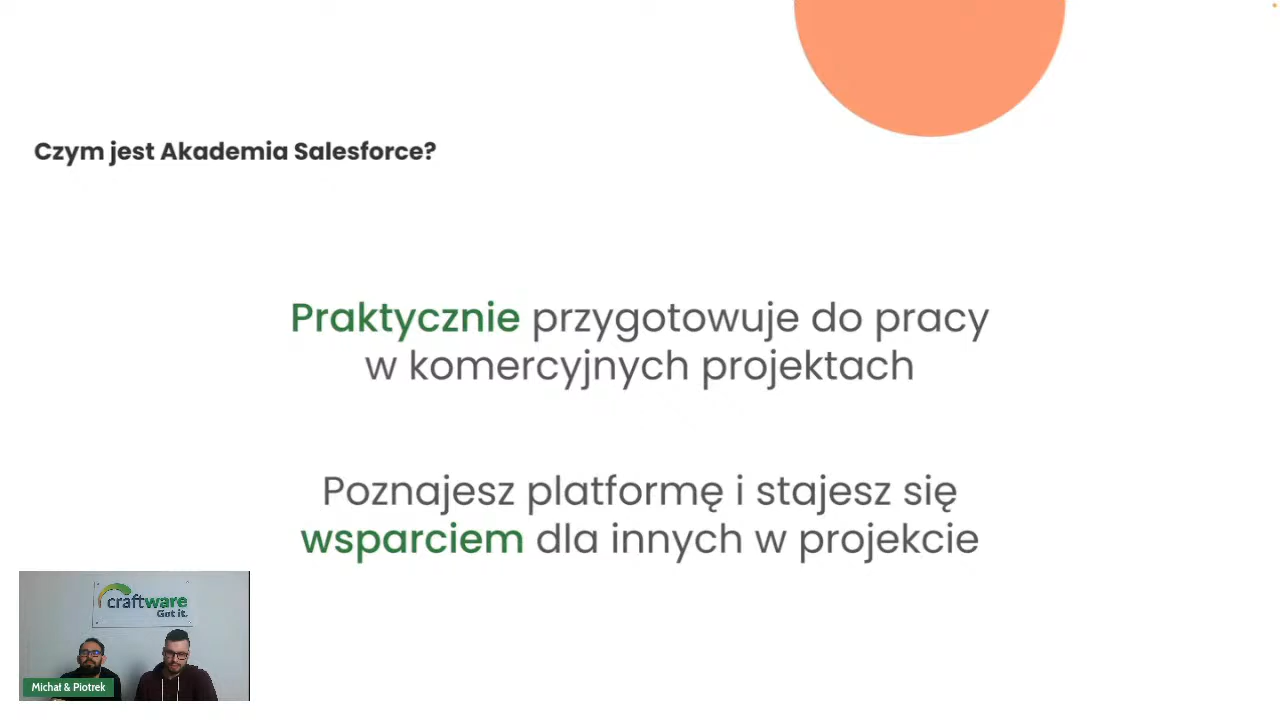 Czym jest Akademia Salesforce?
Praktycznie przygotowuje do pracy
w komercyjnych projektach
Poznajesz platformę i stajesz się
wsparciem dla innych w projekcie
craftware
Got it.
Michał & Piotrek